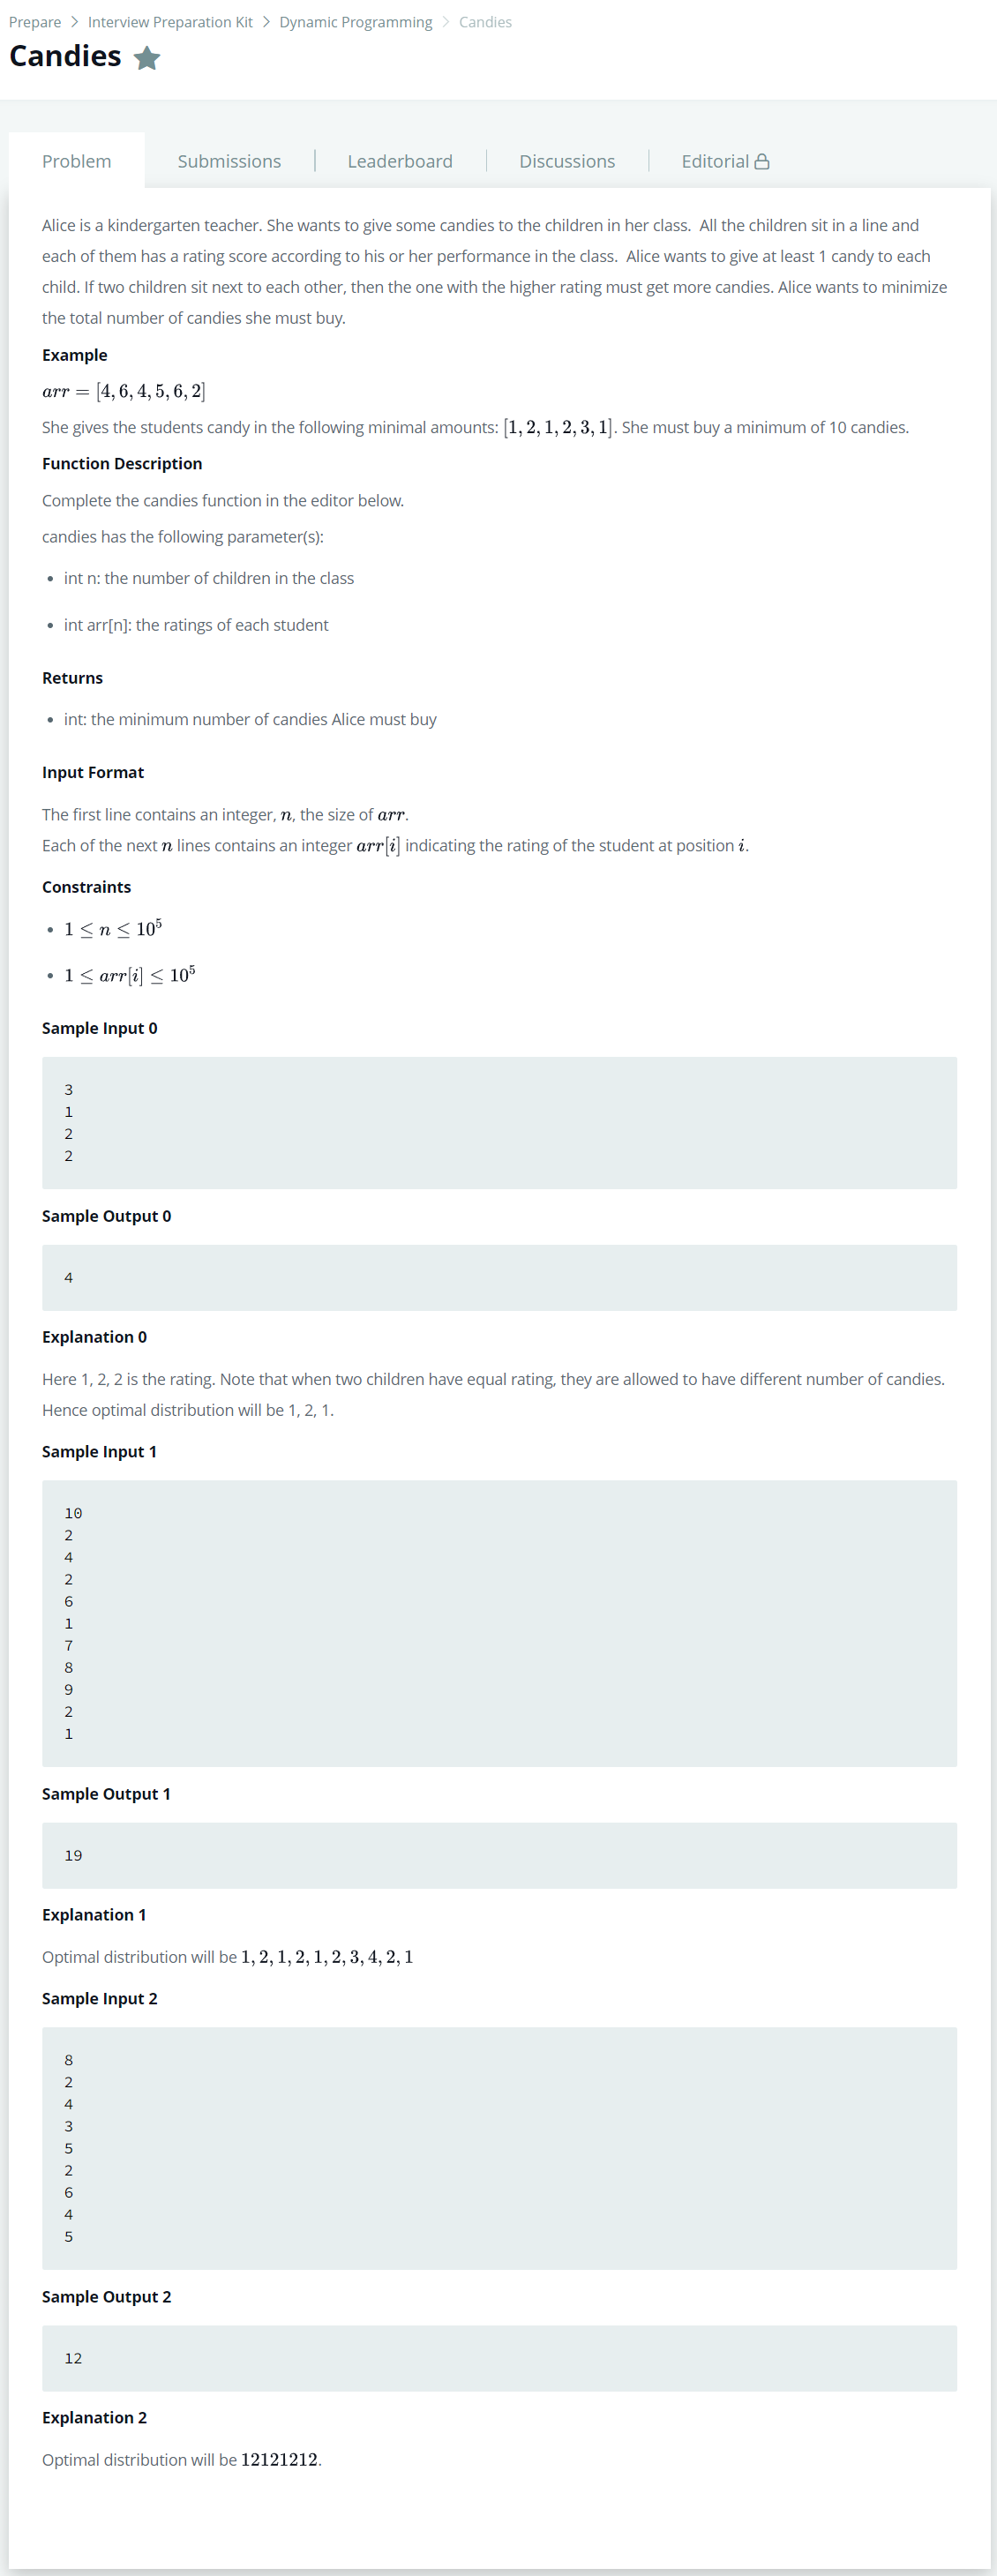 Prepare > Interview Preparation Kit > Dynamic Programming > Candies
Candies
Problem
Submissions
Leaderboard
Discussions
Editorial
Alice is a kindergarten teacher. She wants to give some candies to the children in her class. All the children sit in a line and
each of them has a rating score according to his or her performance in the class. Alice wants to give at least 1 candy to each
child. If two children sit next to each other, then the one with the higher rating must get more candies. Alice wants to minimize
the total number of candies she must buy.
Example
arr = [4, 6, 4, 5, 6, 2]
She gives the students candy in the following minimal amounts: [1, 2, 1, 2, 3, 1]. She must buy a minimum of 10 candies.
Function Description
Complete the candies function in the editor below.
candies has the following parameter(s):
• int n: the number of children in the class
• int arr[n]: the ratings of each student
Returns
• int: the minimum number of candies Alice must buy
Input Format
The first line contains an integer, n, the size of arr.
Each of the next n lines contains an integer arr[i] indicating the rating of the student at position i.
Constraints
• 1 ≤ n ≤ 10⁵
• 1 ≤ arr[i] ≤ 10⁵
Sample Input 0
3
1
2
2
Sample Output 0
4
Explanation 0
Here 1, 2, 2 is the rating. Note that when two children have equal rating, they are allowed to have different number of candies.
Hence optimal distribution will be 1, 2, 1.
Sample Input 1
10
2
4
2
6
1
7
8
9
2
1
Sample Output 1
19
Explanation 1
Optimal distribution will be 1, 2, 1, 2, 1, 2, 3, 4, 2, 1
Sample Input 2
8
2
4
3
5
2
6
4
5
Sample Output 2
12
Explanation 2
Optimal distribution will be 12121212.